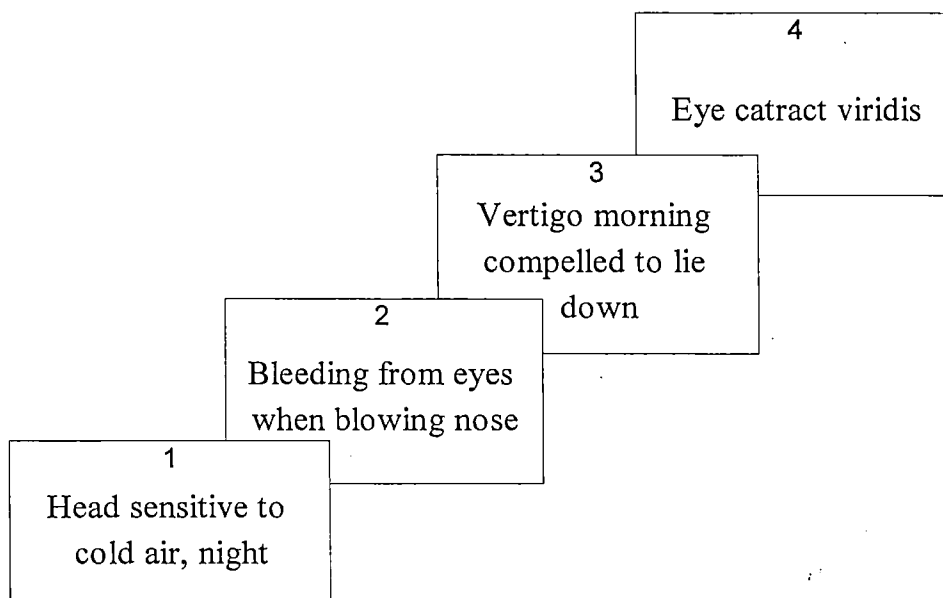 4
Eye catract viridis
3
Vertigo morning
compelled to lie
down
2
Bleeding from eyes
when blowing nose
1
Head sensitive to
cold air, night